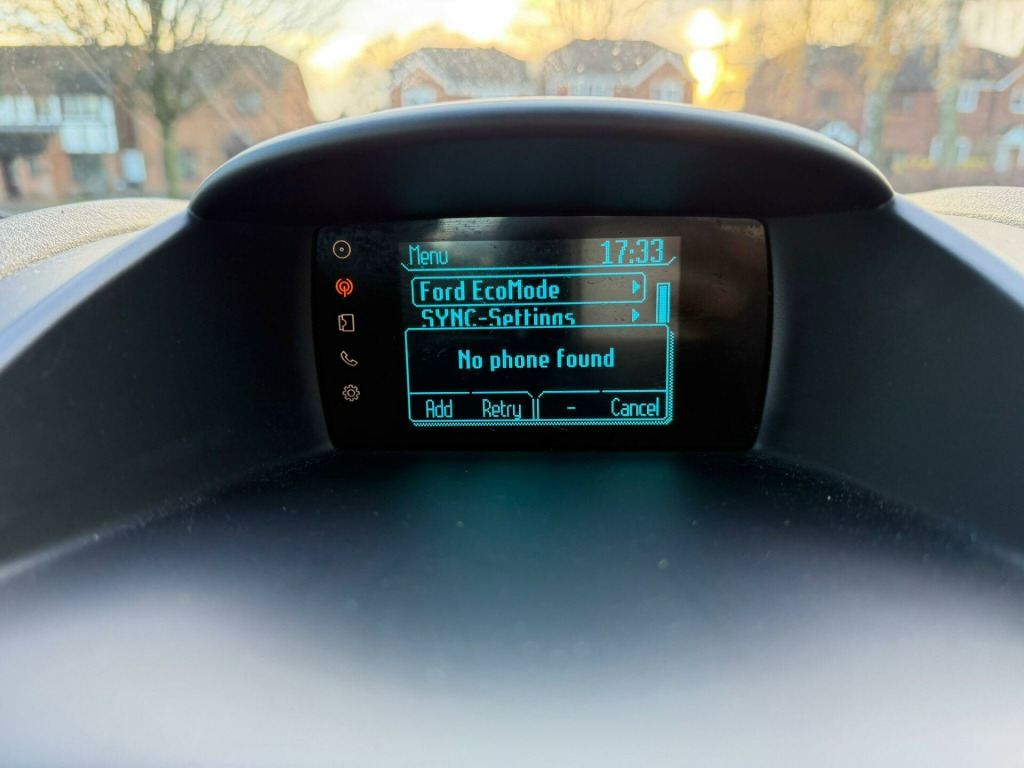 Menu 17:33
Ford EcoMode
SYNC-Settings
No phone found
Add Retry - Cancel